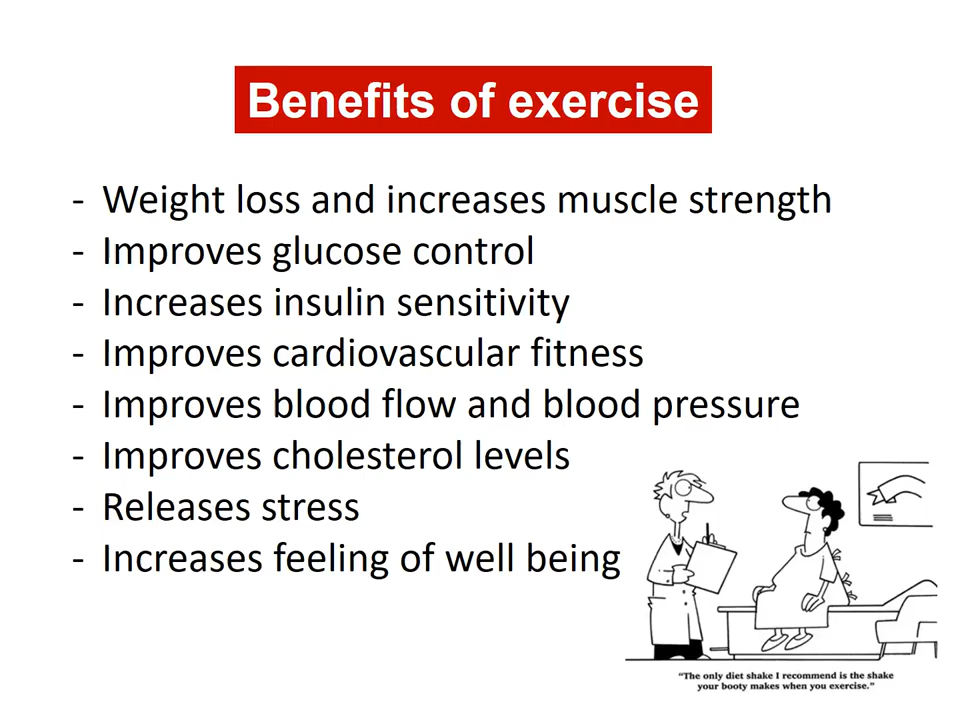 Benefits of exercise
- Weight loss and increases muscle strength
- Improves glucose control
- Increases insulin sensitivity
- Improves cardiovascular fitness
- Improves blood flow and blood pressure
- Improves cholesterol levels
- Releases stress
- Increases feeling of well being
"The only diet shake I recommend is the shake
your booty makes when you exercise."